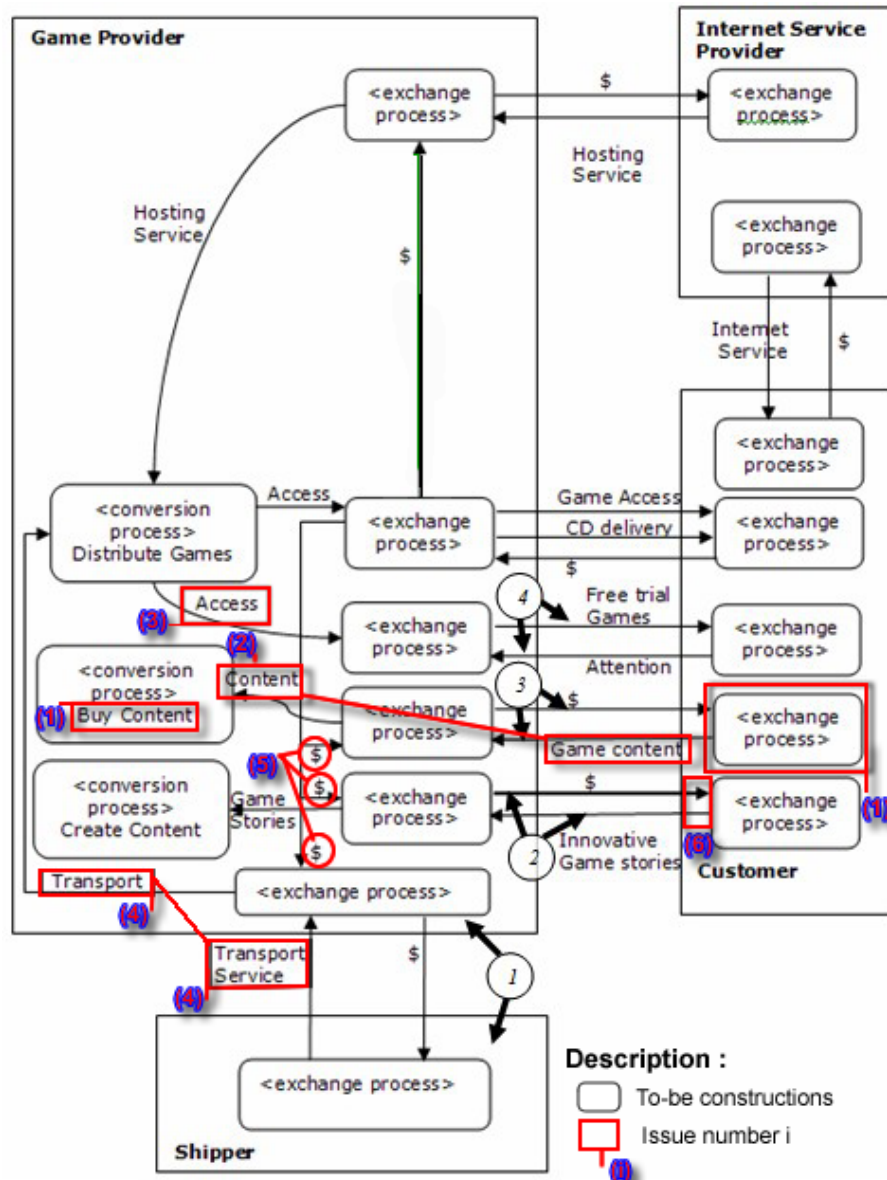 Game Provider
Internet Service
Provider
<exchange
process>
$
<exchange
process>
Hosting
Service
Hosting
Service
$
<exchange
process>
Internet
Service
$
<exchange
process>
<conversion
process>
Distribute Games
Access
<exchange
process>
Game Access
CD delivery
$
<exchange
process>
Access
(3)
<exchange
process>
4
Free trial
Games
Attention
<exchange
process>
(2)
<conversion
process>
Buy Content
(1)
Content
<exchange
process>
3
$
Game content
<exchange
process>
(1)
(5)
$
$
$
<conversion
process>
Create Content
Game
Stories
<exchange
process>
$
2
Innovative
Game stories
(6)
<exchange
process>
Customer
Transport
(4)
<exchange process>
Transport
Service
(4)
$
1
<exchange process>
Shipper
Description :
To-be constructions
Issue number i
(i)